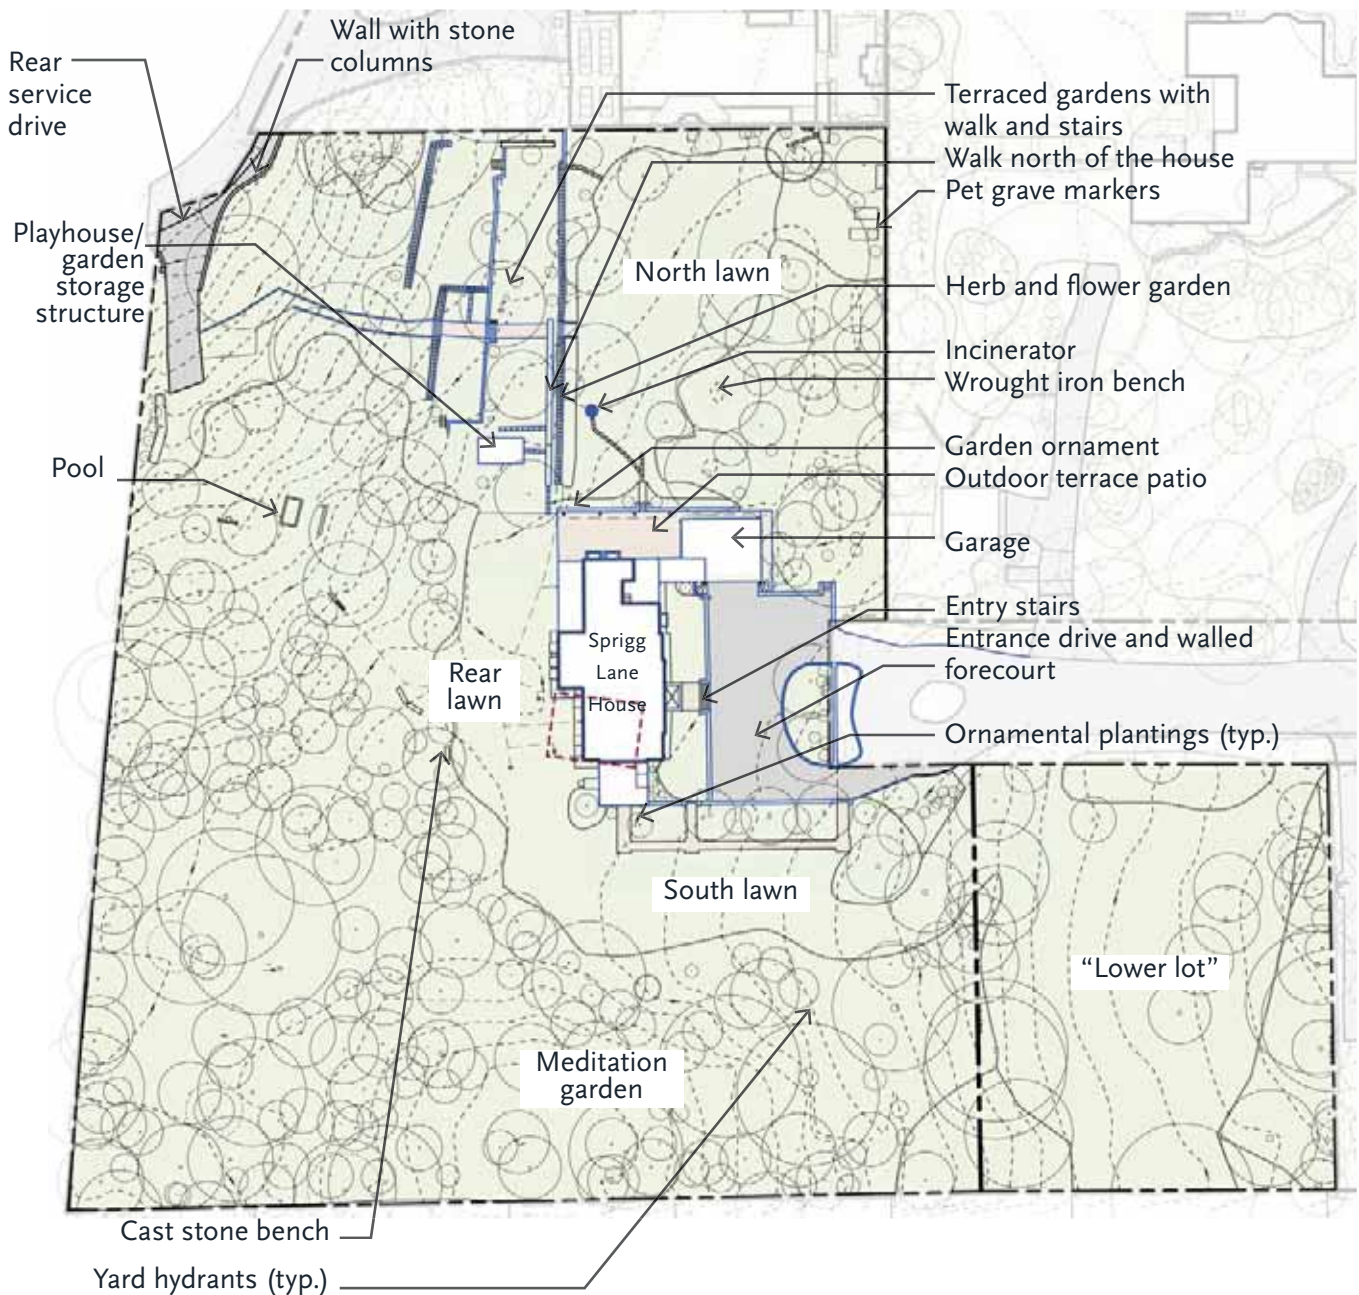 Wall with stone
columns
Rear
service
drive
Terraced gardens with
walk and stairs
Walk north of the house
Pet grave markers
Playhouse/
garden
storage
structure
North lawn
Herb and flower garden
Incinerator
Wrought iron bench
Garden ornament
Outdoor terrace patio
Pool
Garage
Entry stairs
Entrance drive and walled
forecourt
Sprigg
Lane
House
Rear
lawn
Ornamental plantings (typ.)
South lawn
“Lower lot”
Meditation
garden
Cast stone bench
Yard hydrants (typ.)